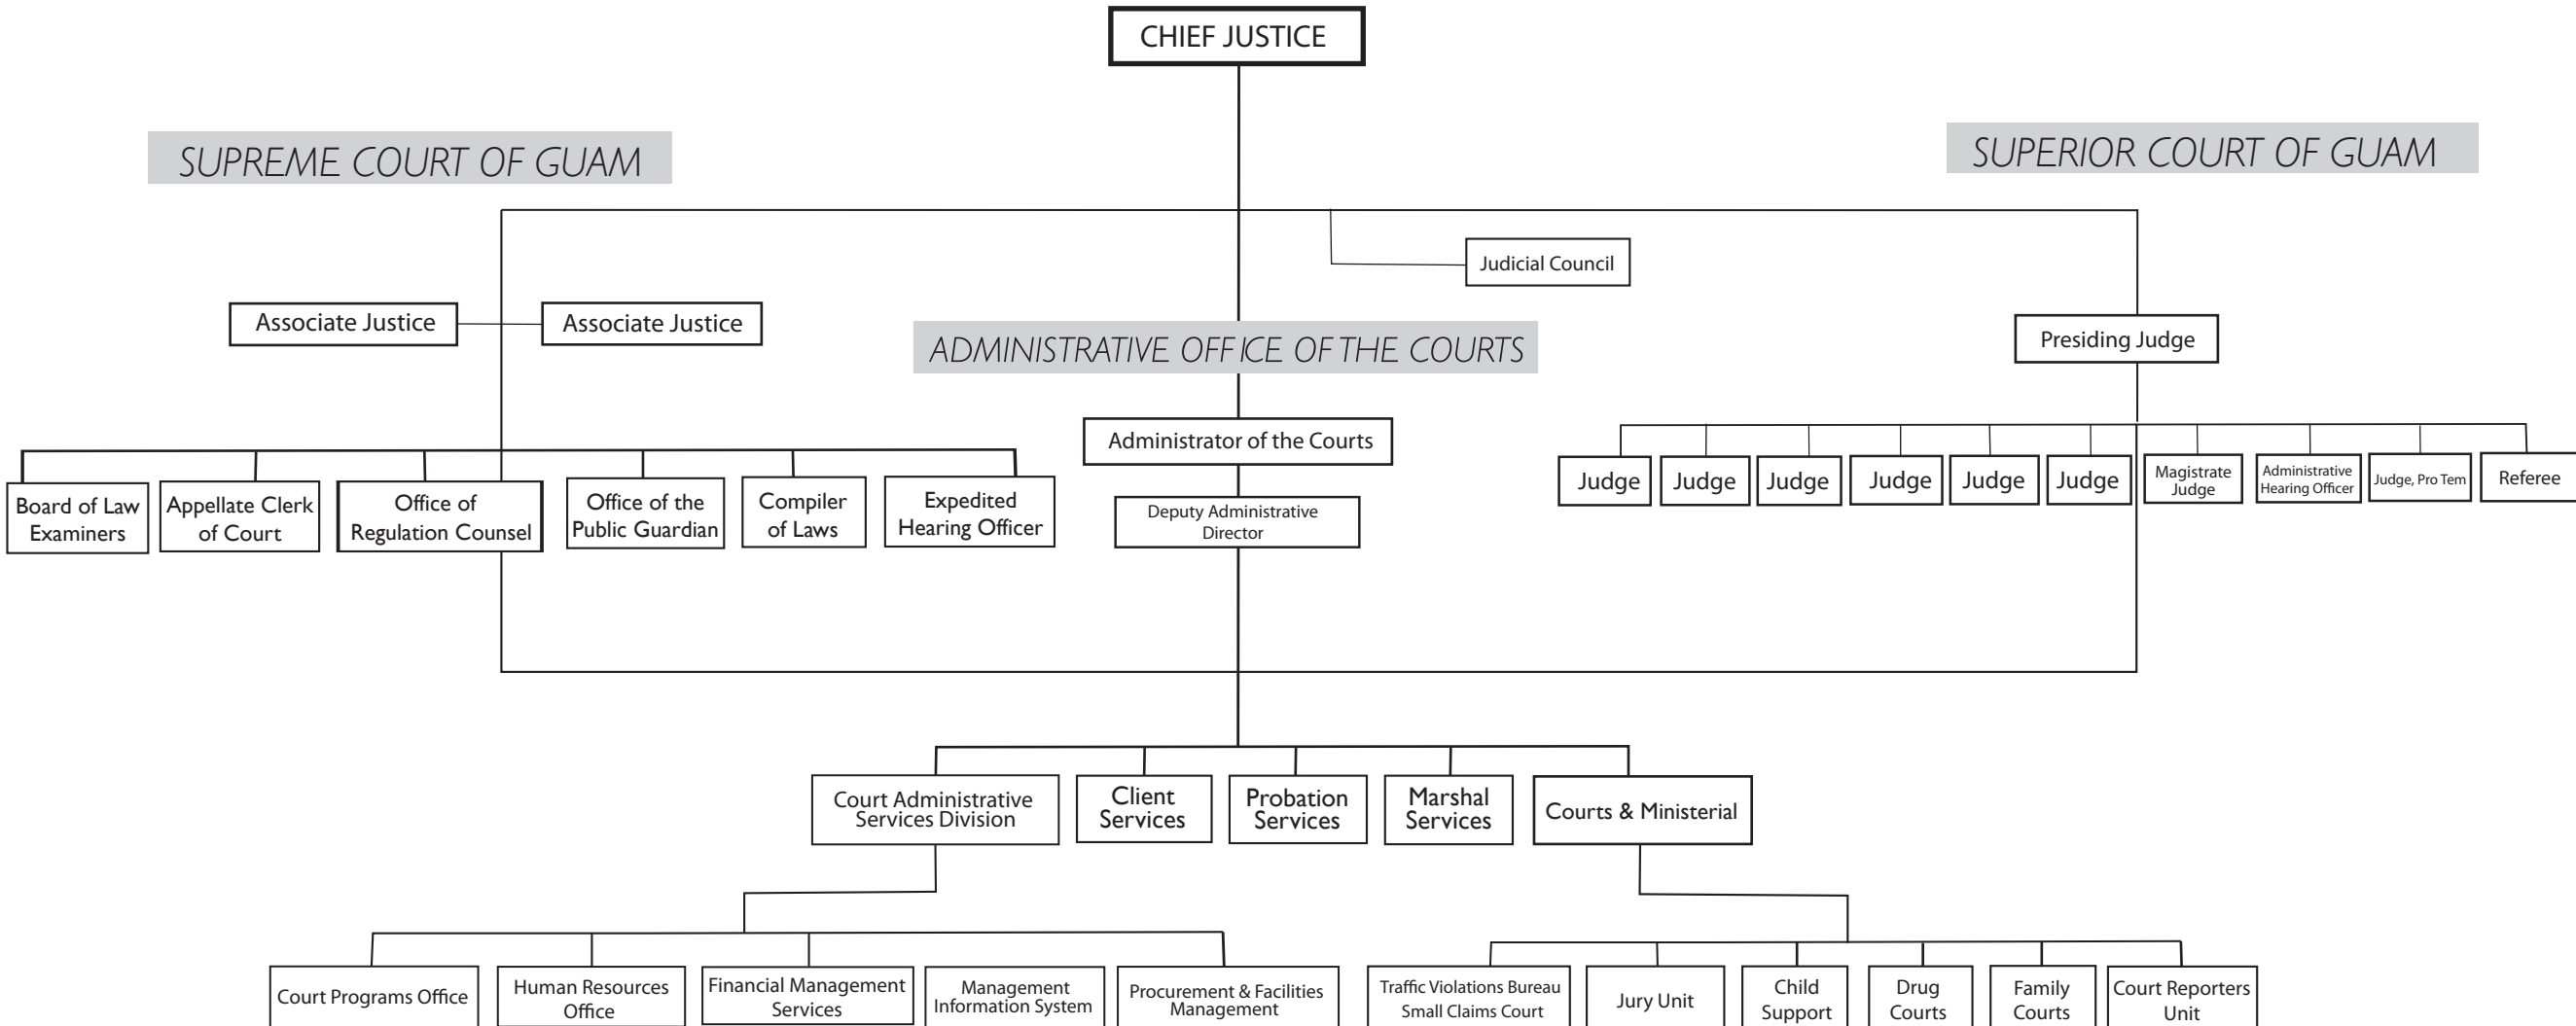 CHIEF JUSTICE
SUPREME COURT OF GUAM
SUPERIOR COURT OF GUAM
Judicial Council
Associate Justice
Associate Justice
ADMINISTRATIVE OFFICE OF THE COURTS
Presiding Judge
Administrator of the Courts
Deputy Administrative
Director
Board of Law
Examiners
Appellate Clerk
of Court
Office of
Regulation Counsel
Office of the
Public Guardian
Compiler
of Laws
Expedited
Hearing Officer
Judge
Judge
Judge
Judge
Judge
Judge
Magistrate
Judge
Administrative
Hearing Officer
Judge, Pro Tem
Referee
Court Administrative
Services Division
Client
Services
Probation
Services
Marshal
Services
Courts & Ministerial
Court Programs Office
Human Resources
Office
Financial Management
Services
Management
Information System
Procurement & Facilities
Management
Traffic Violations Bureau
Small Claims Court
Jury Unit
Child
Support
Drug
Courts
Family
Courts
Court Reporters
Unit